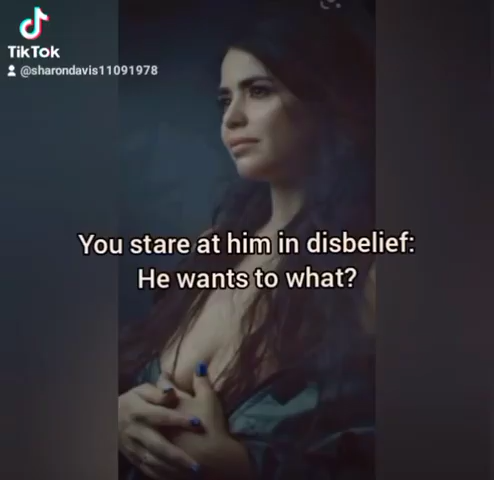 TikTok
@sharondavis11091978
You stare at him in disbelief:
He wants to what?